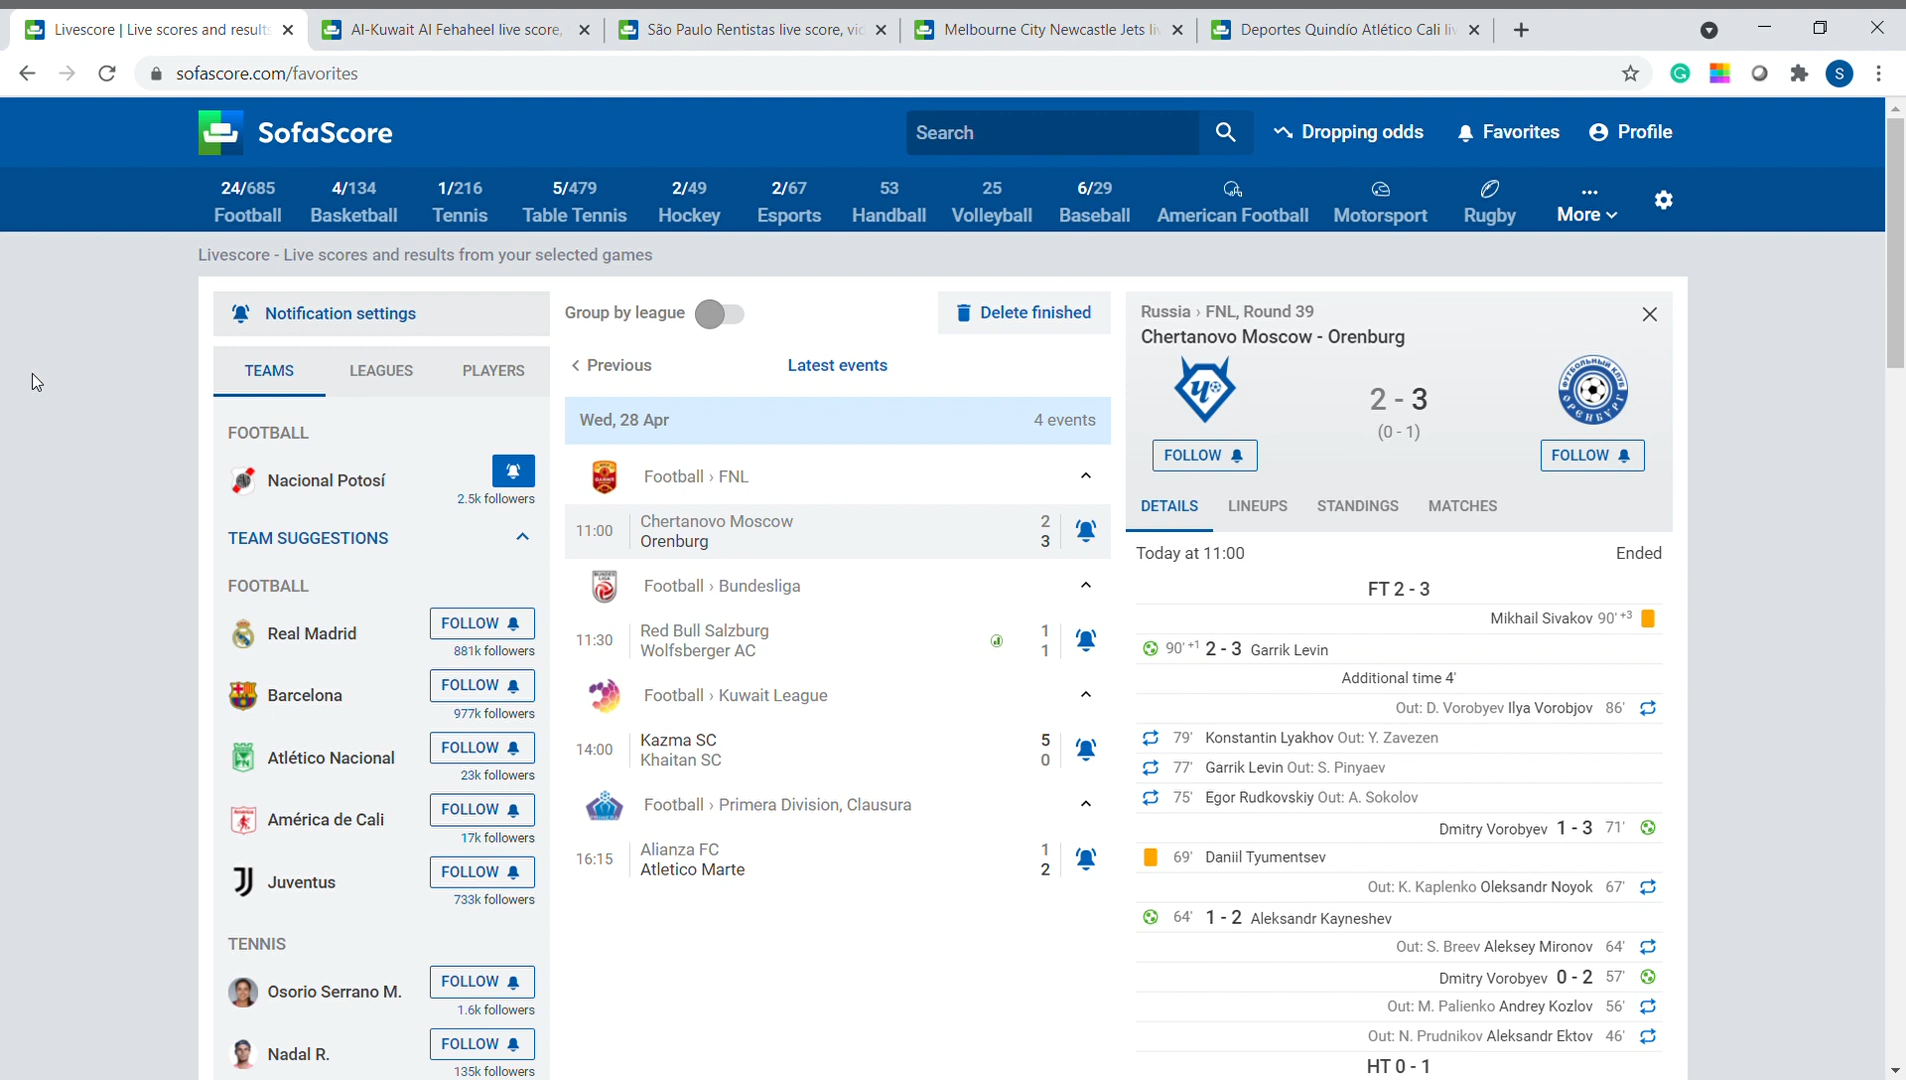 Livescore | Live scores and results
Al-Kuwait Al Fehaheel live score,
São Paulo Rentistas live score, vid
Melbourne City Newcastle Jets liv
Deportes Quindío Atlético Cali liv
sofascore.com/favorites
S
SofaScore
Search
Dropping odds
Favorites
Profile
24/685 4/134 1/216 5/479 2/49 2/67 53 25 6/29
Football Basketball Tennis Table Tennis Hockey Esports Handball Volleyball Baseball American Football Motorsport Rugby More
Livescore - Live scores and results from your selected games
Notification settings
TEAMS LEAGUES PLAYERS
FOOTBALL
Nacional Potosí
2.5k followers
TEAM SUGGESTIONS
FOOTBALL
Real Madrid FOLLOW
881k followers
Barcelona FOLLOW
977k followers
Atlético Nacional FOLLOW
23k followers
América de Cali FOLLOW
17k followers
Juventus FOLLOW
733k followers
TENNIS
Osorio Serrano M. FOLLOW
1.6k followers
Nadal R. FOLLOW
135k followers
Group by league
Delete finished
< Previous
Latest events
Wed, 28 Apr 4 events
Football › FNL
11:00
Chertanovo Moscow 2
Orenburg 3
Football › Bundesliga
11:30
Red Bull Salzburg 1
Wolfsberger AC 1
Football › Kuwait League
14:00
Kazma SC 5
Khaitan SC 0
Football › Primera Division, Clausura
16:15
Alianza FC 1
Atletico Marte 2
Russia › FNL, Round 39
Chertanovo Moscow - Orenburg
2 - 3
(0 - 1)
FOLLOW
FOLLOW
DETAILS LINEUPS STANDINGS MATCHES
Today at 11:00 Ended
FT 2 - 3
Mikhail Sivakov 90' +3
90' +1 2 - 3 Garrik Levin
Additional time 4'
Out: D. Vorobyev Ilya Vorobjov 86'
79' Konstantin Lyakhov Out: Y. Zavezen
77' Garrik Levin Out: S. Pinyaev
75' Egor Rudkovskiy Out: A. Sokolov
Dmitry Vorobyev 1 - 3 71'
69' Daniil Tyumentsev
Out: K. Kaplenko Oleksandr Noyok 67'
64' 1 - 2 Aleksandr Kayneshev
Out: S. Breev Aleksey Mironov 64'
Dmitry Vorobyev 0 - 2 57'
Out: M. Palienko Andrey Kozlov 56'
Out: N. Prudnikov Aleksandr Ektov 46'
HT 0 - 1